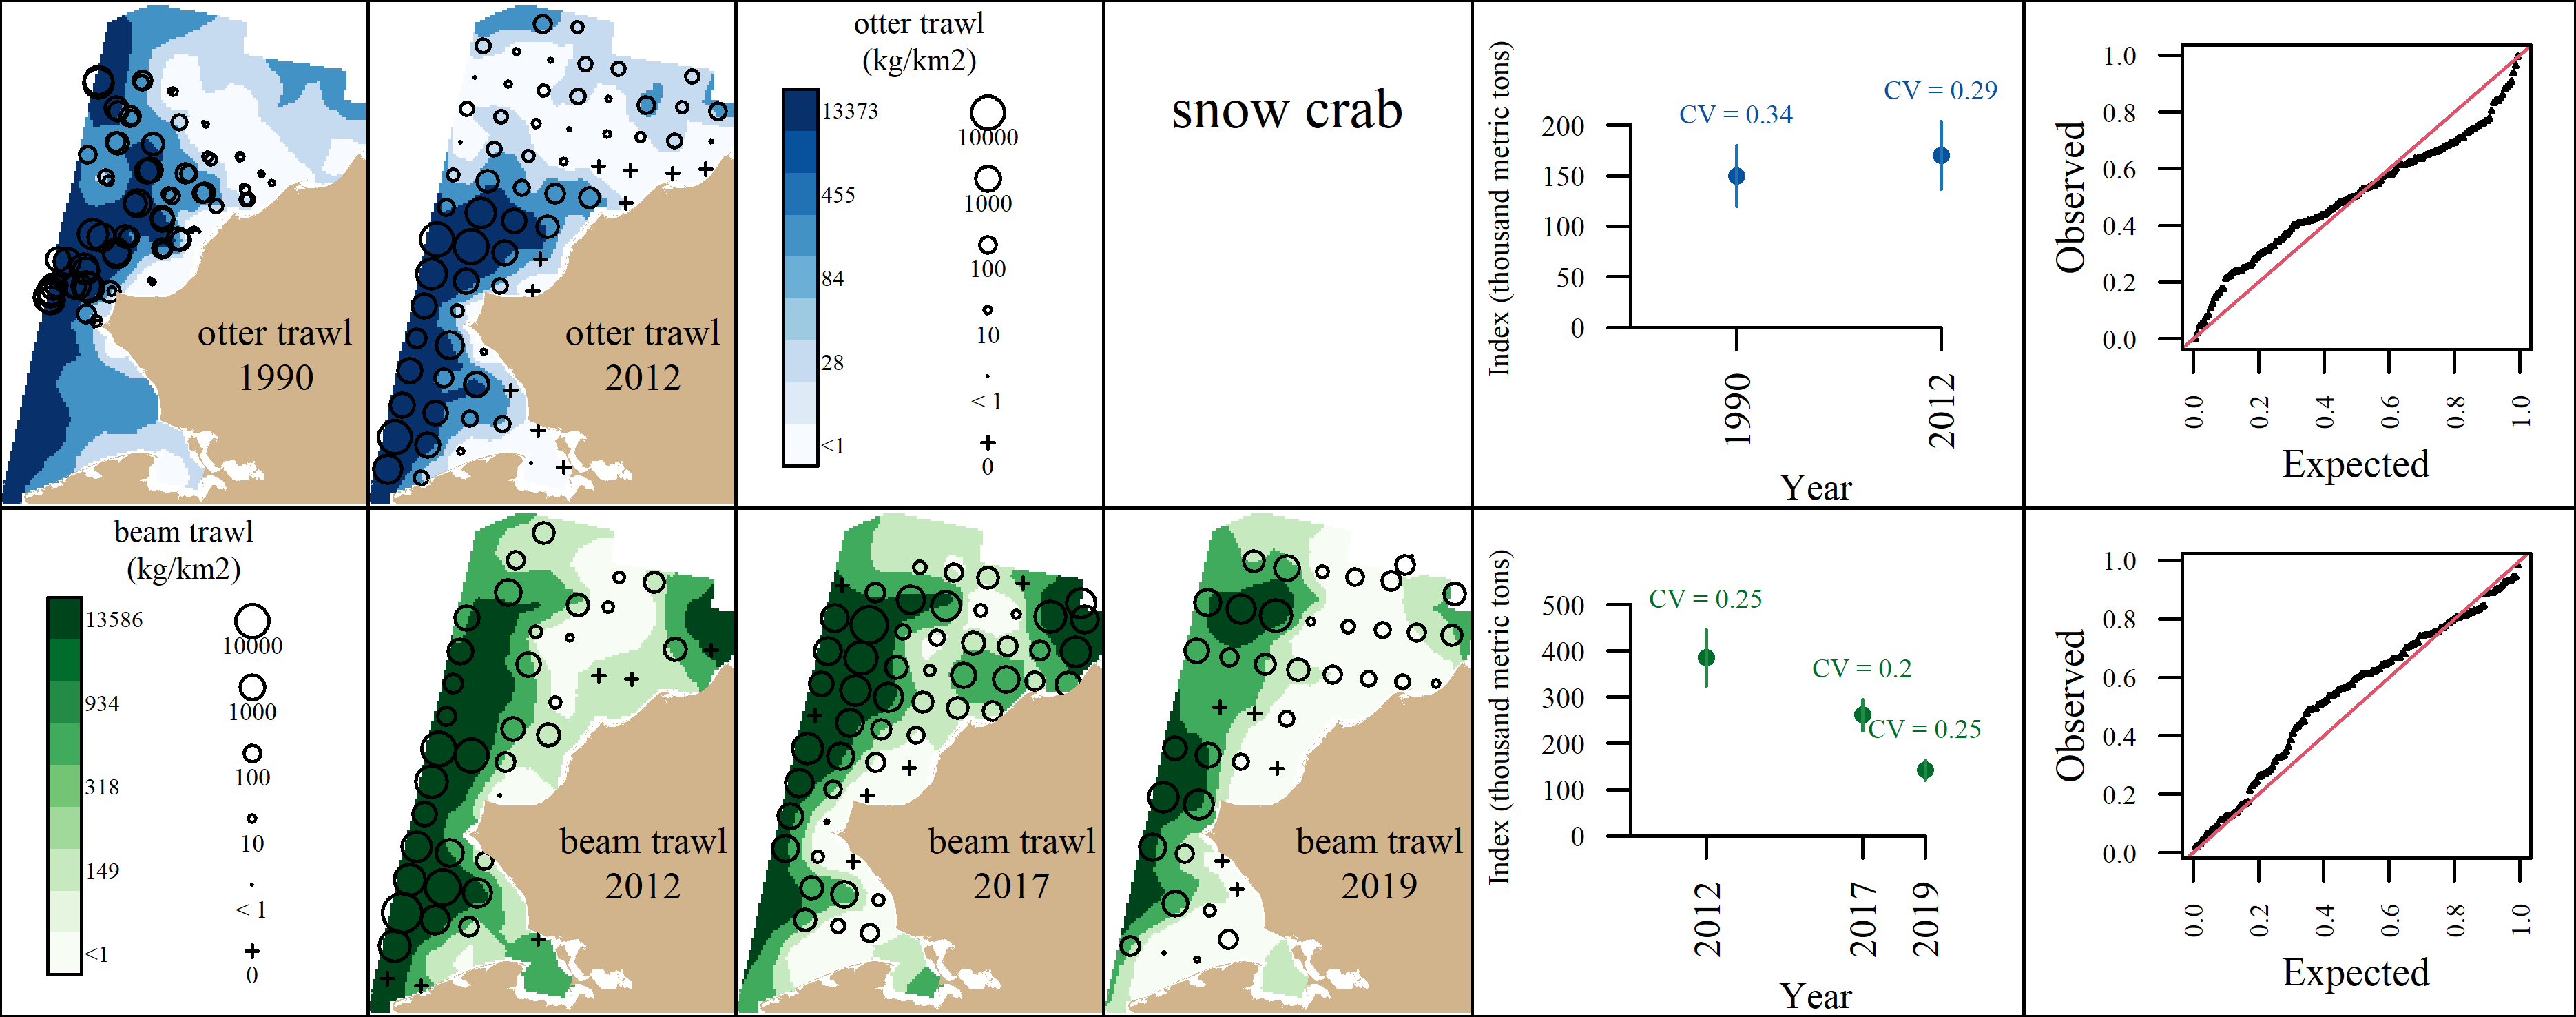 otter trawl
1990
otter trawl
2012
otter trawl
(kg/km2)
13373
455
84
28
<1
10000
1000
100
10
< 1
0
snow crab
Index (thousand metric tons)
200
150
100
50
0
CV = 0.34
CV = 0.29
1990
2012
Year
Observed
1.0
0.8
0.6
0.4
0.2
0.0
0.0
0.2
0.4
0.6
0.8
1.0
Expected
beam trawl
(kg/km2)
13586
934
318
149
<1
10000
1000
100
10
< 1
0
beam trawl
2012
beam trawl
2017
beam trawl
2019
Index (thousand metric tons)
500
400
300
200
100
0
CV = 0.25
CV = 0.2
CV = 0.25
2012
2017
2019
Year
Observed
1.0
0.8
0.6
0.4
0.2
0.0
0.0
0.2
0.4
0.6
0.8
1.0
Expected